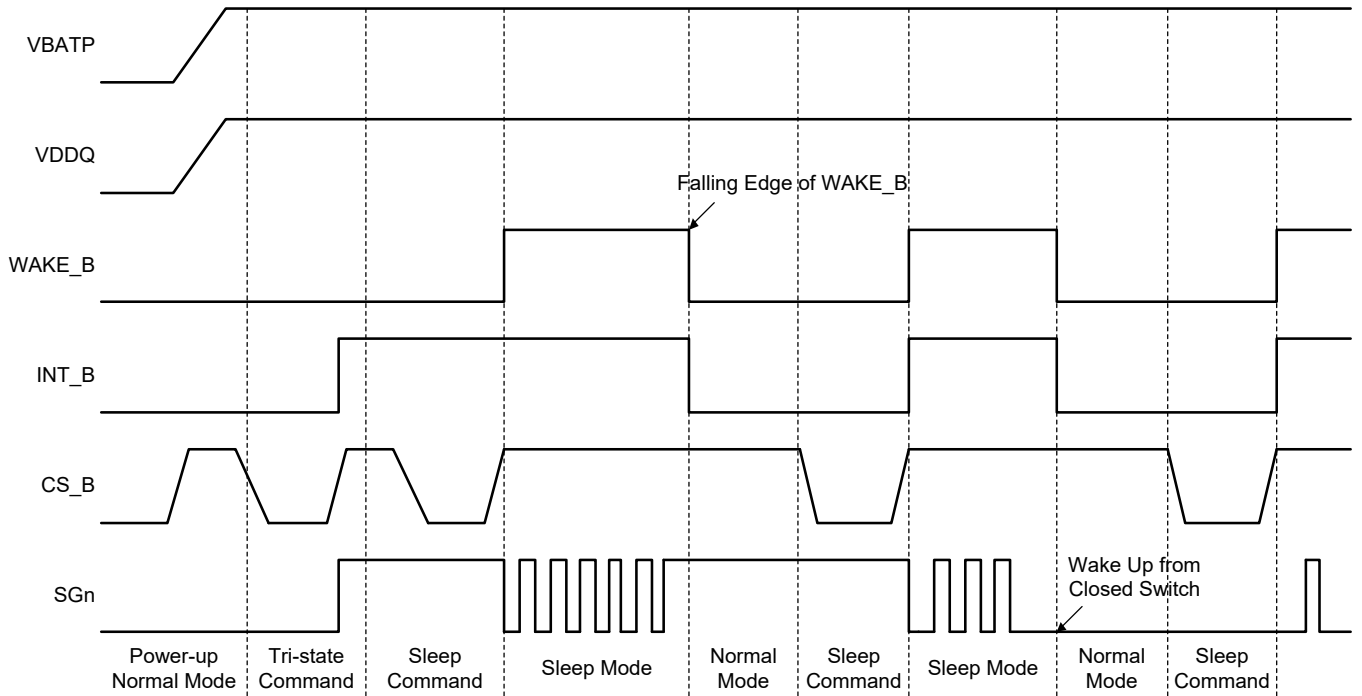 VBATP
VDDQ
Falling Edge of WAKE_B
WAKE_B
INT_B
CS_B
SGn
Wake Up from
Closed Switch
Power-up
Normal Mode
Tri-state
Command
Sleep
Command
Sleep Mode
Normal
Mode
Sleep
Command
Sleep Mode
Normal
Mode
Sleep
Command